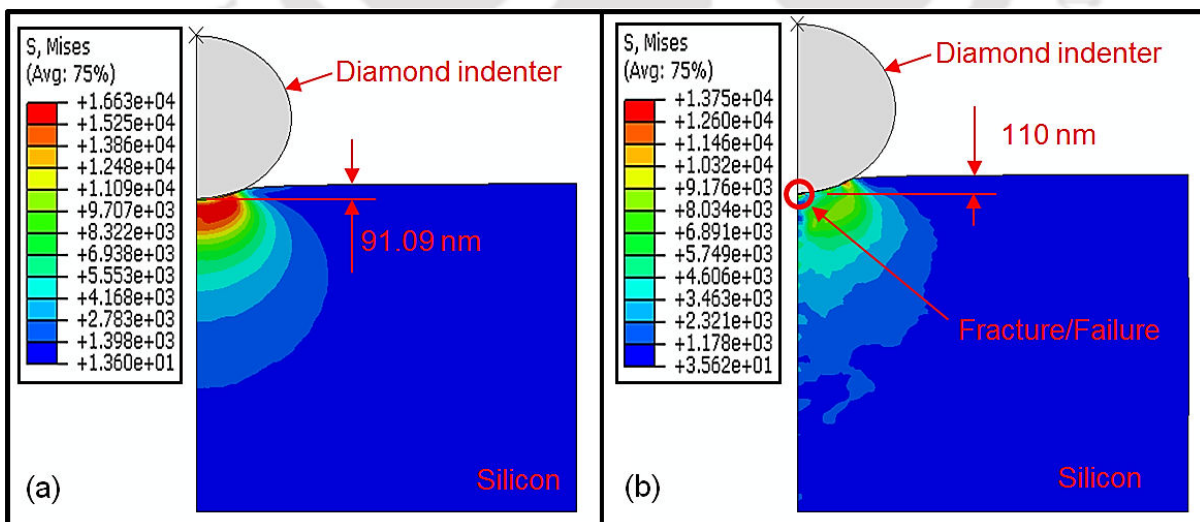 S, Mises
(Avg: 75%)
+1.663e+04
+1.525e+04
+1.386e+04
+1.248e+04
+1.109e+04
+9.707e+03
+8.322e+03
+6.938e+03
+5.553e+03
+4.168e+03
+2.783e+03
+1.398e+03
+1.360e+01
Diamond indenter
91.09 nm
Silicon
(a)
S, Mises
(Avg: 75%)
+1.375e+04
+1.260e+04
+1.146e+04
+1.032e+04
+9.176e+03
+8.034e+03
+6.891e+03
+5.749e+03
+4.606e+03
+3.463e+03
+2.321e+03
+1.178e+03
+3.562e+01
Diamond indenter
110 nm
Fracture/Failure
Silicon
(b)